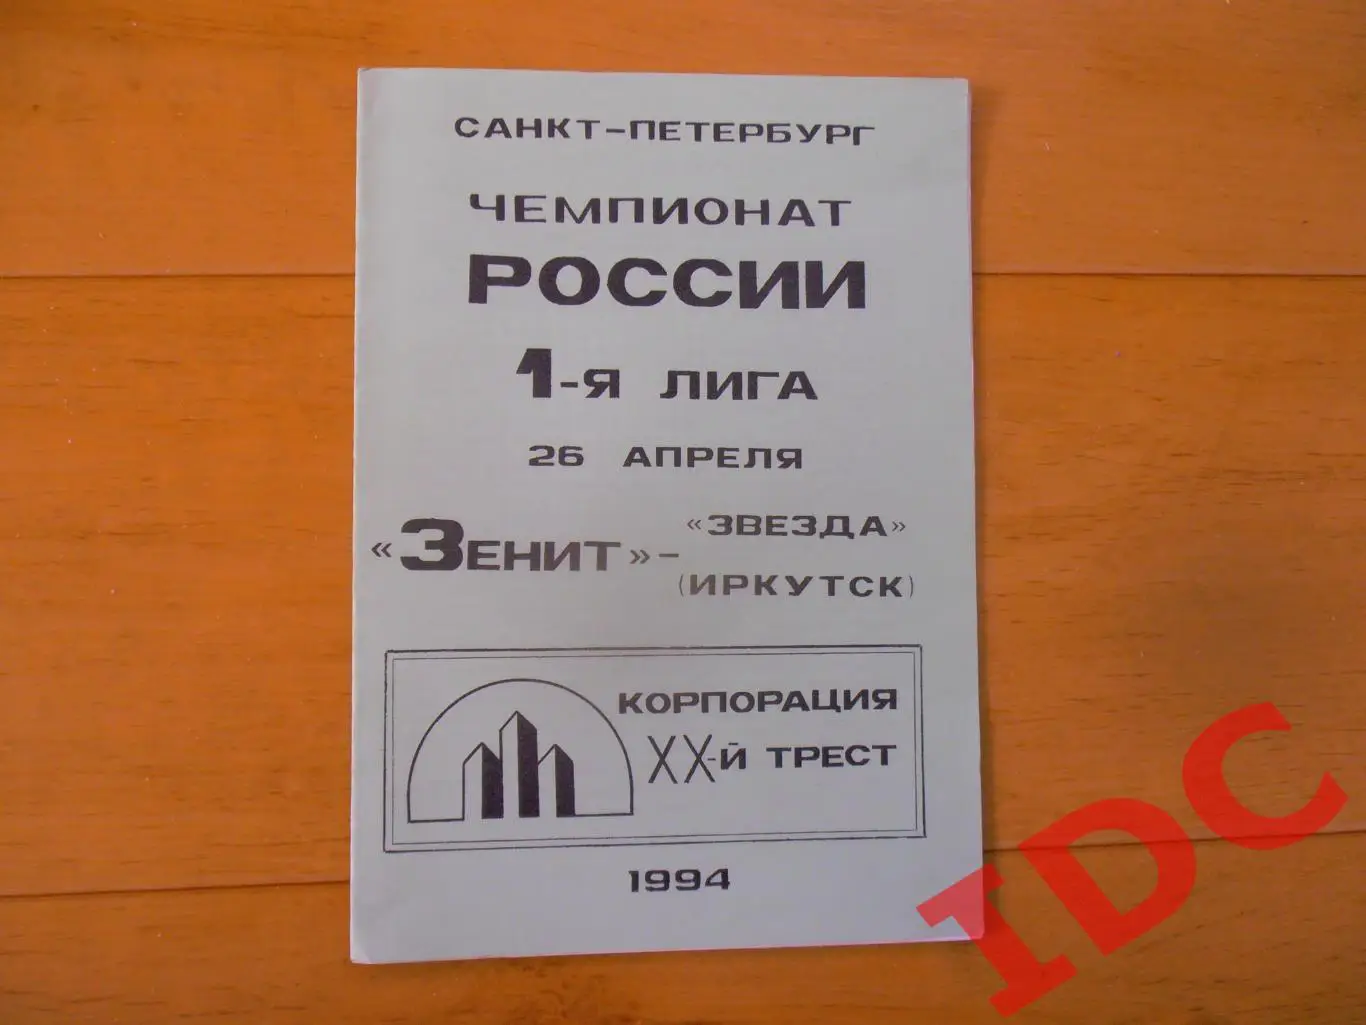 САНКТ-ПЕТЕРБУРГ
ЧЕМПИОНАТ
РОССИИ
1-я ЛИГА
26 АПРЕЛЯ
«ЗЕНИТ» – «ЗВЕЗДА»
(ИРКУТСК)
КОРПОРАЦИЯ
XX-й ТРЕСТ
1994
IDC